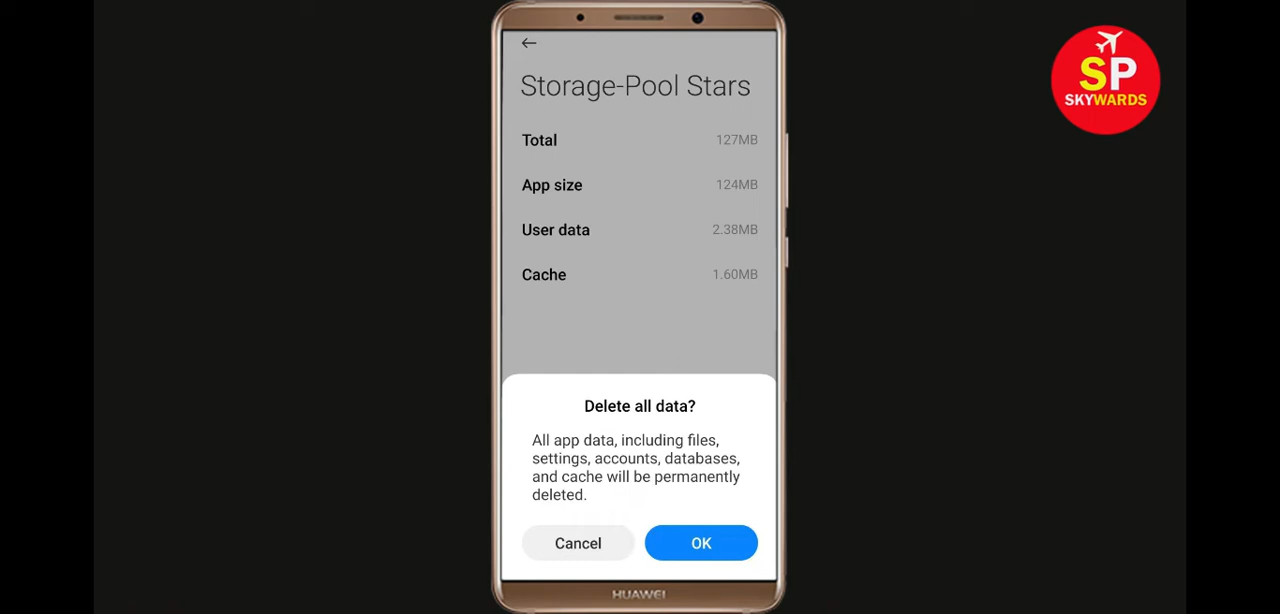 SP
SKYWARDS
Storage-Pool Stars
Total 127MB
App size 124MB
User data 2.38MB
Cache 1.60MB
Delete all data?
All app data, including files,
settings, accounts, databases,
and cache will be permanently
deleted.
Cancel OK
HUAWEI